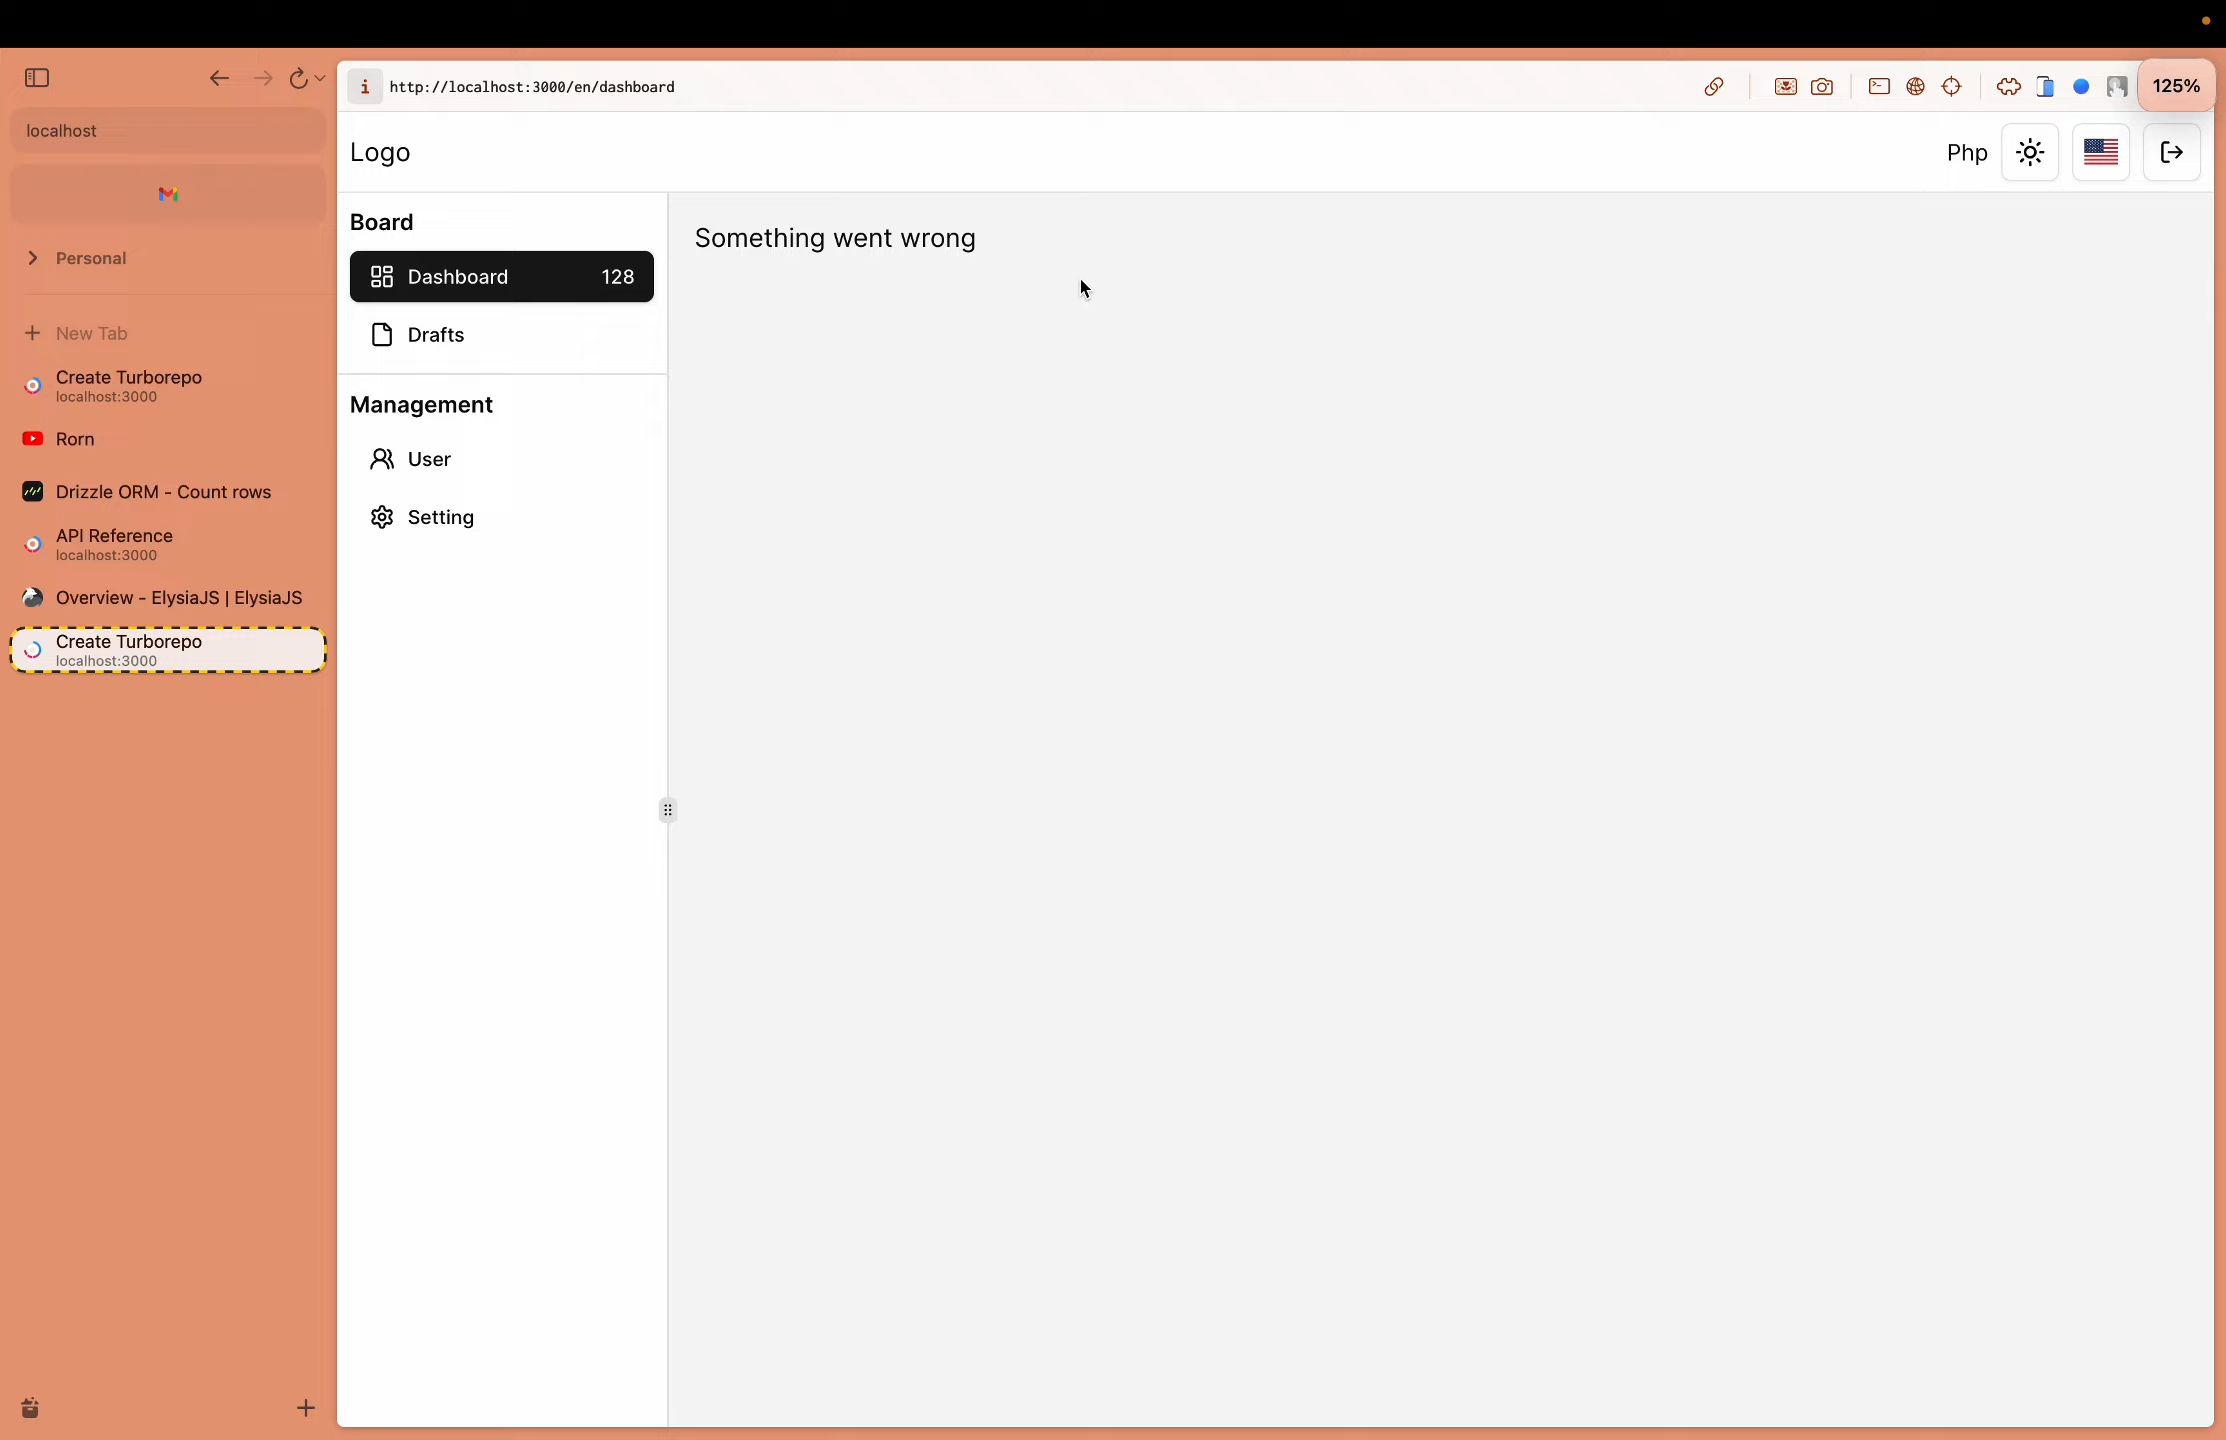 localhost
Personal
New Tab
Create Turborepo
localhost:3000
Rorn
Drizzle ORM - Count rows
API Reference
localhost:3000
Overview - ElysiaJS | ElysiaJS
Create Turborepo
localhost:3000
http://localhost:3000/en/dashboard
125%
Logo
Php
Board
Dashboard 128
Drafts
Management
User
Setting
Something went wrong